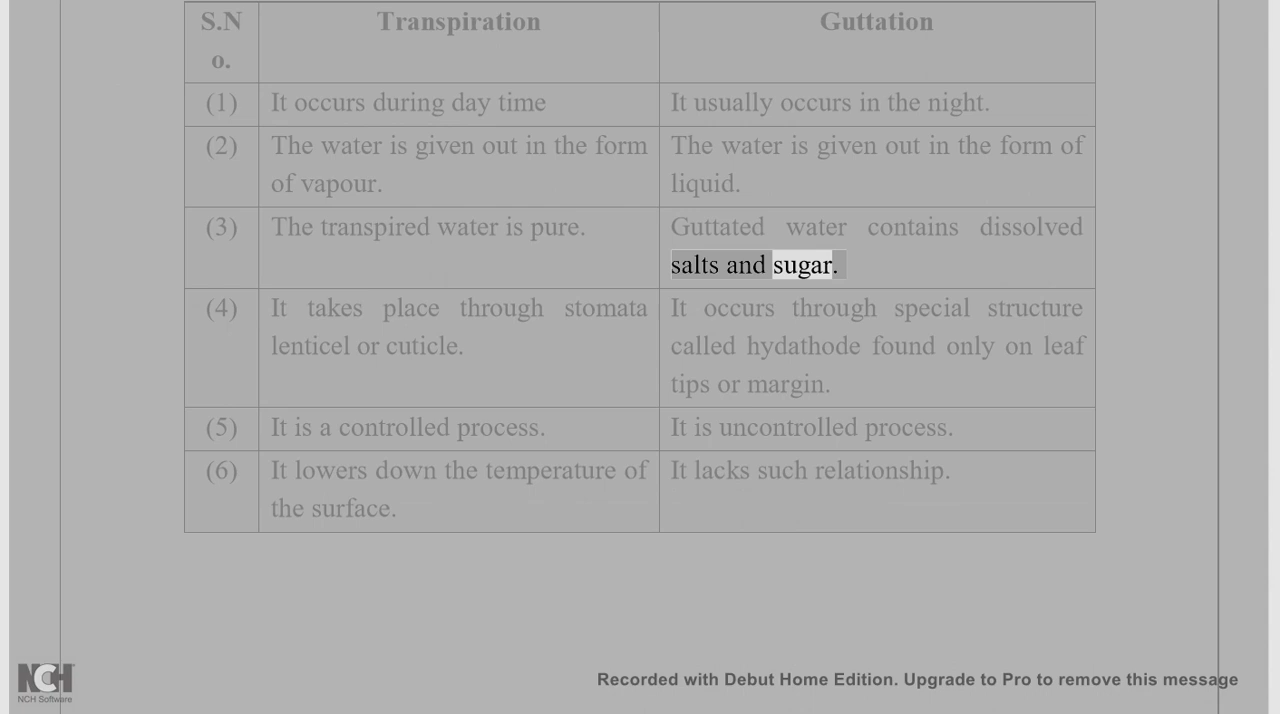 S.N Transpiration Guttation
o.
(1) It occurs during day time It usually occurs in the night.
(2) The water is given out in the form The water is given out in the form of
of vapour. liquid.
(3) The transpired water is pure. Guttated water contains dissolved
salts and sugar.
(4) It takes place through stomata It occurs through special structure
lenticel or cuticle. called hydathode found only on leaf
tips or margin.
(5) It is a controlled process. It is uncontrolled process.
(6) It lowers down the temperature of It lacks such relationship.
the surface.
NCH
NCH Software
Recorded with Debut Home Edition. Upgrade to Pro to remove this message